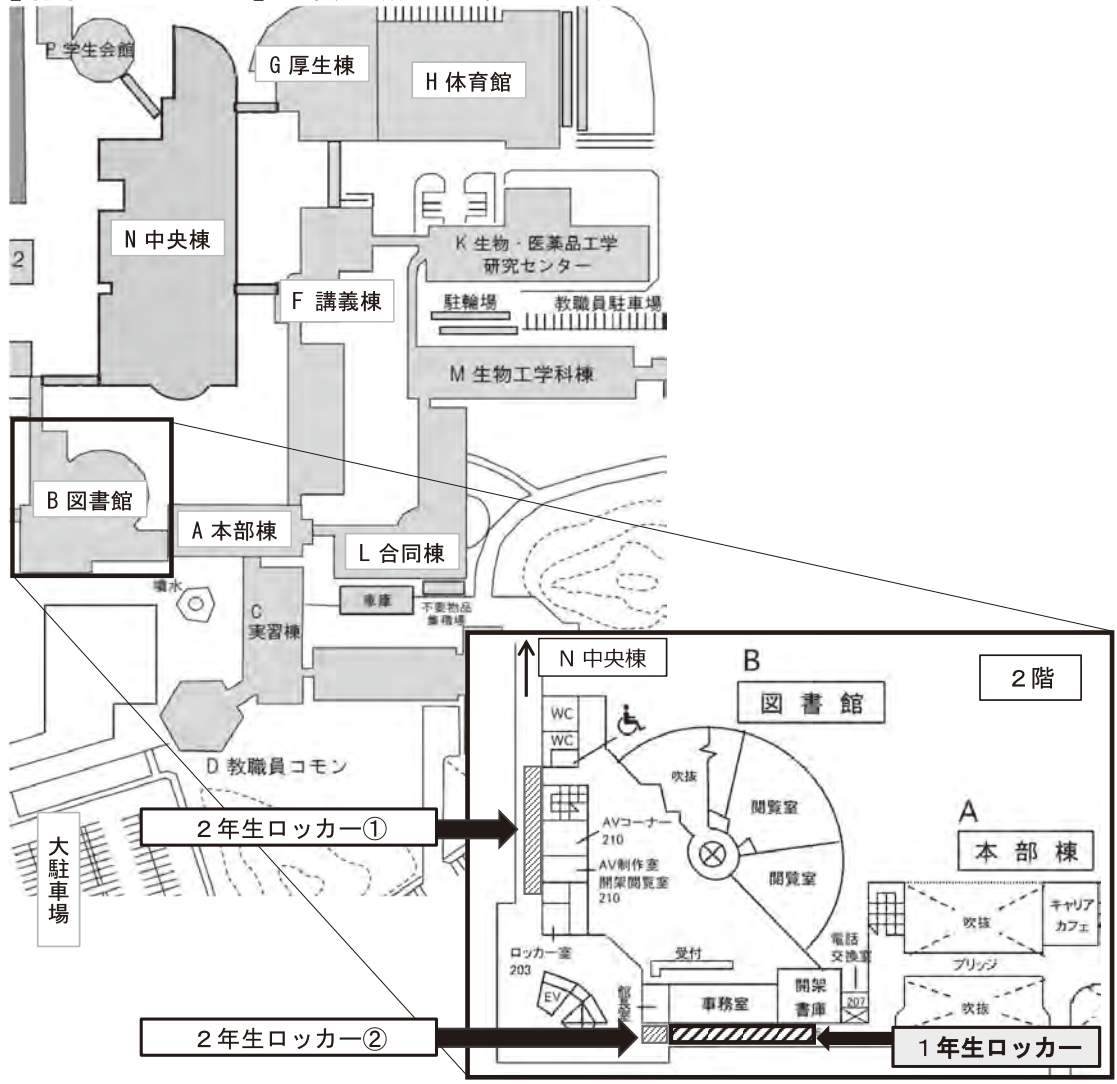 P 学生会館
G 厚生棟
H 体育館
N 中央棟
2
K 生物・医薬品工学
研究センター
F 講義棟
駐輪場
教職員駐車場
M 生物工学科棟
B 図書館
A 本部棟
L 合同棟
噴水
C
実習棟
車庫
不要物品
集積場
D 教職員コモン
大駐車場
2年生ロッカー①
2年生ロッカー②
1年生ロッカー
N 中央棟
B
図書館
2階
WC
WC
吹抜
閲覧室
閲覧室
AVコーナー
210
AV制作室
開架閲覧室
210
A
本部棟
吹抜
キャリア
カフェ
ブリッジ
吹抜
電話
交換室
ロッカー室
203
受付
EV
館長室
事務室
開架
書庫
207